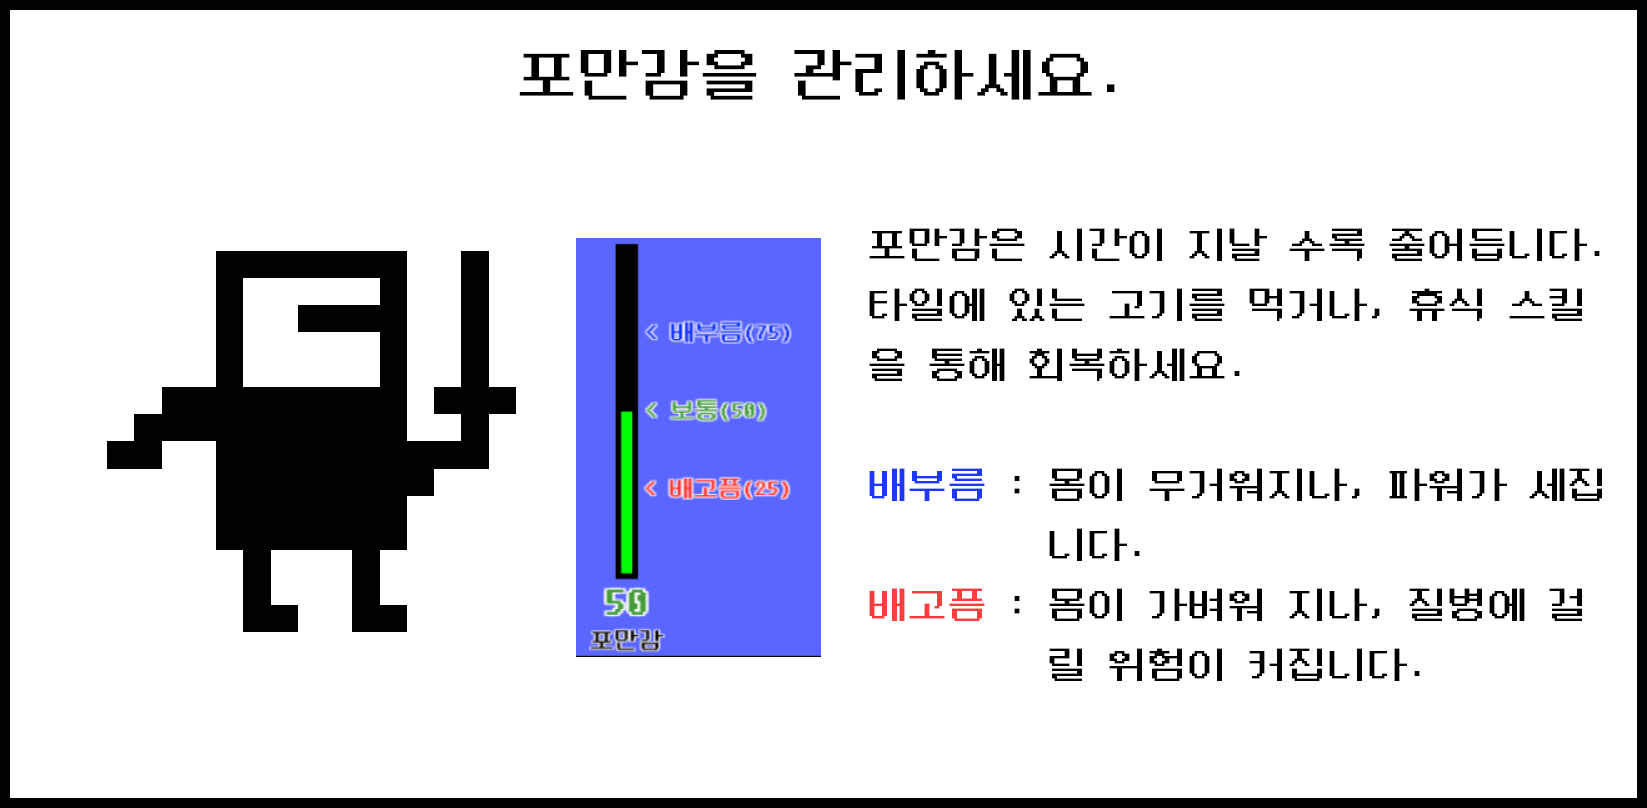 포만감을 관리하세요.
< 배부름(75)
< 보통(50)
< 배고픔(25)
50
포만감
포만감은 시간이 지날 수록 줄어듭니다.
타일에 있는 고기를 먹거나, 휴식 스킬
을 통해 회복하세요.
배부름 : 몸이 무거워지나, 파워가 세집
니다.
배고픔 : 몸이 가벼워 지나, 질병에 걸
릴 위험이 커집니다.